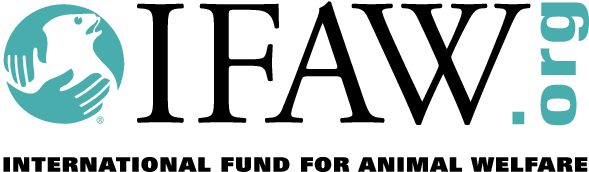 IFAW.org
®
INTERNATIONAL FUND FOR ANIMAL WELFARE